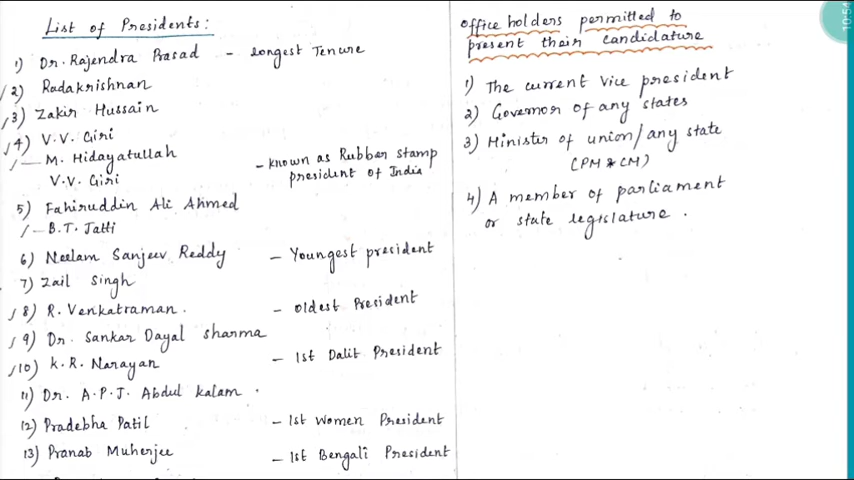 List of Presidents:
1) Dr. Rajendra Prasad - Longest Tenure
2) Radakrishnan
3) Zakir Hussain
4) V.V. Giri
- M. Hidayatullah
V.V. Giri - known as Rubber stamp
president of India
5) Fahiruddin Ali Ahmed
- B.T. Jatti
6) Neelam Sanjeev Reddy - Youngest president
7) Zail Singh
8) R. Venkatraman. - Oldest President
9) Dr. Sankar Dayal sharma
10) K.R. Narayan - 1st Dalit President
11) Dr. A.P.J. Abdul Kalam .
12) Pradebha Patil - 1st Women President
13) Pranab Muherjee - 1st Bengali President
office holders permitted to
present their candidature
1) The current Vice president
2) Governor of any states
3) Minister of union/any state
(PM & CM)
4) A member of parliament
or state legislature .
10:54